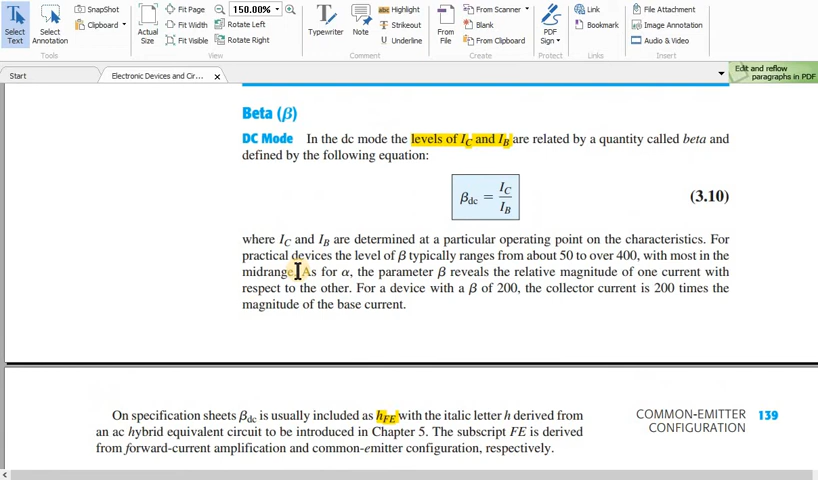 SnapShot
Fit Page
150.00%
Highlight
From Scanner
Link
File Attachment
Clipboard
Fit Width
Rotate Left
Strikeout
Blank
Bookmark
Image Annotation
Select Text
Select Annotation
Actual Size
Fit Visible
Rotate Right
Typewriter
Note
Underline
From File
From Clipboard
PDF Sign
Audio & Video
Tools
View
Comment
Create
Protect
Links
Insert
Start
Electronic Devices and Cir...
Edit and reflow
paragraphs in PDF
Beta (β)
DC Mode In the dc mode the levels of I_C and I_B are related by a quantity called beta and
defined by the following equation:
β_dc = I_C / I_B
(3.10)
where I_C and I_B are determined at a particular operating point on the characteristics. For
practical devices the level of β typically ranges from about 50 to over 400, with most in the
midrange. As for α, the parameter β reveals the relative magnitude of one current with
respect to the other. For a device with a β of 200, the collector current is 200 times the
magnitude of the base current.
On specification sheets β_dc is usually included as h_FE with the italic letter h derived from
an ac hybrid equivalent circuit to be introduced in Chapter 5. The subscript FE is derived
from forward-current amplification and common-emitter configuration, respectively.
COMMON-EMITTER 139
CONFIGURATION